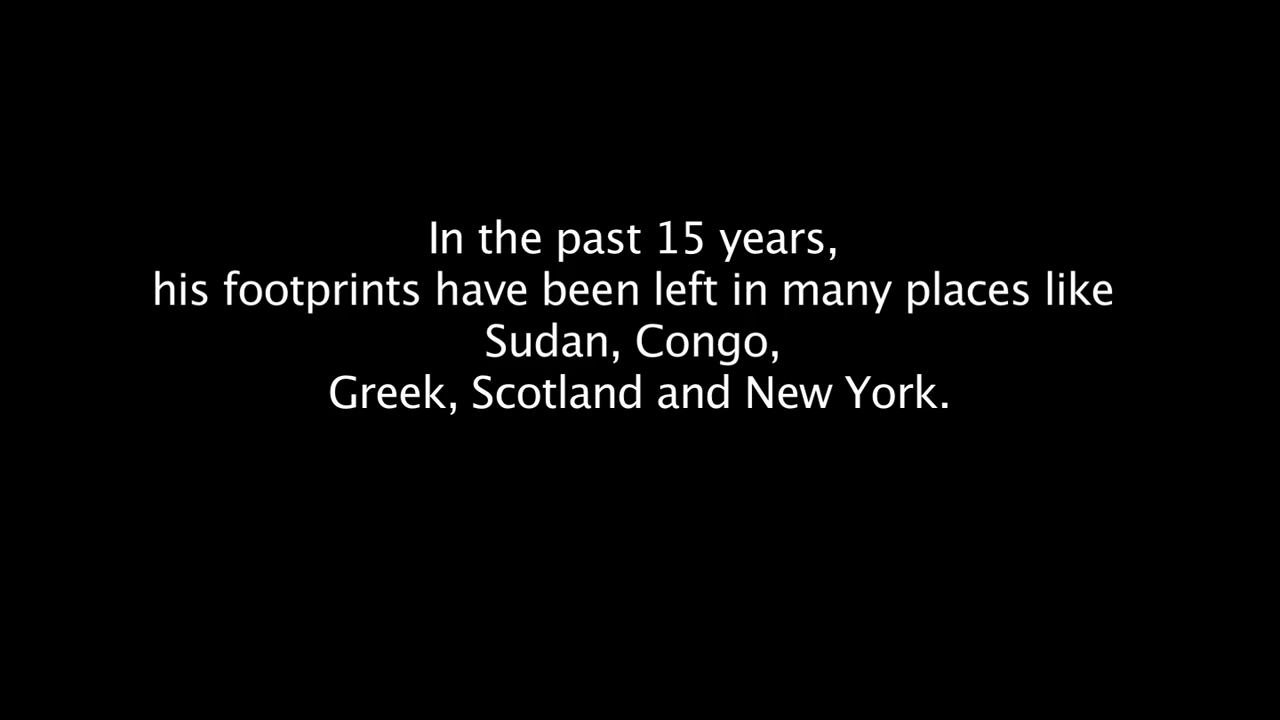 In the past 15 years,
his footprints have been left in many places like
Sudan, Congo,
Greek, Scotland and New York.